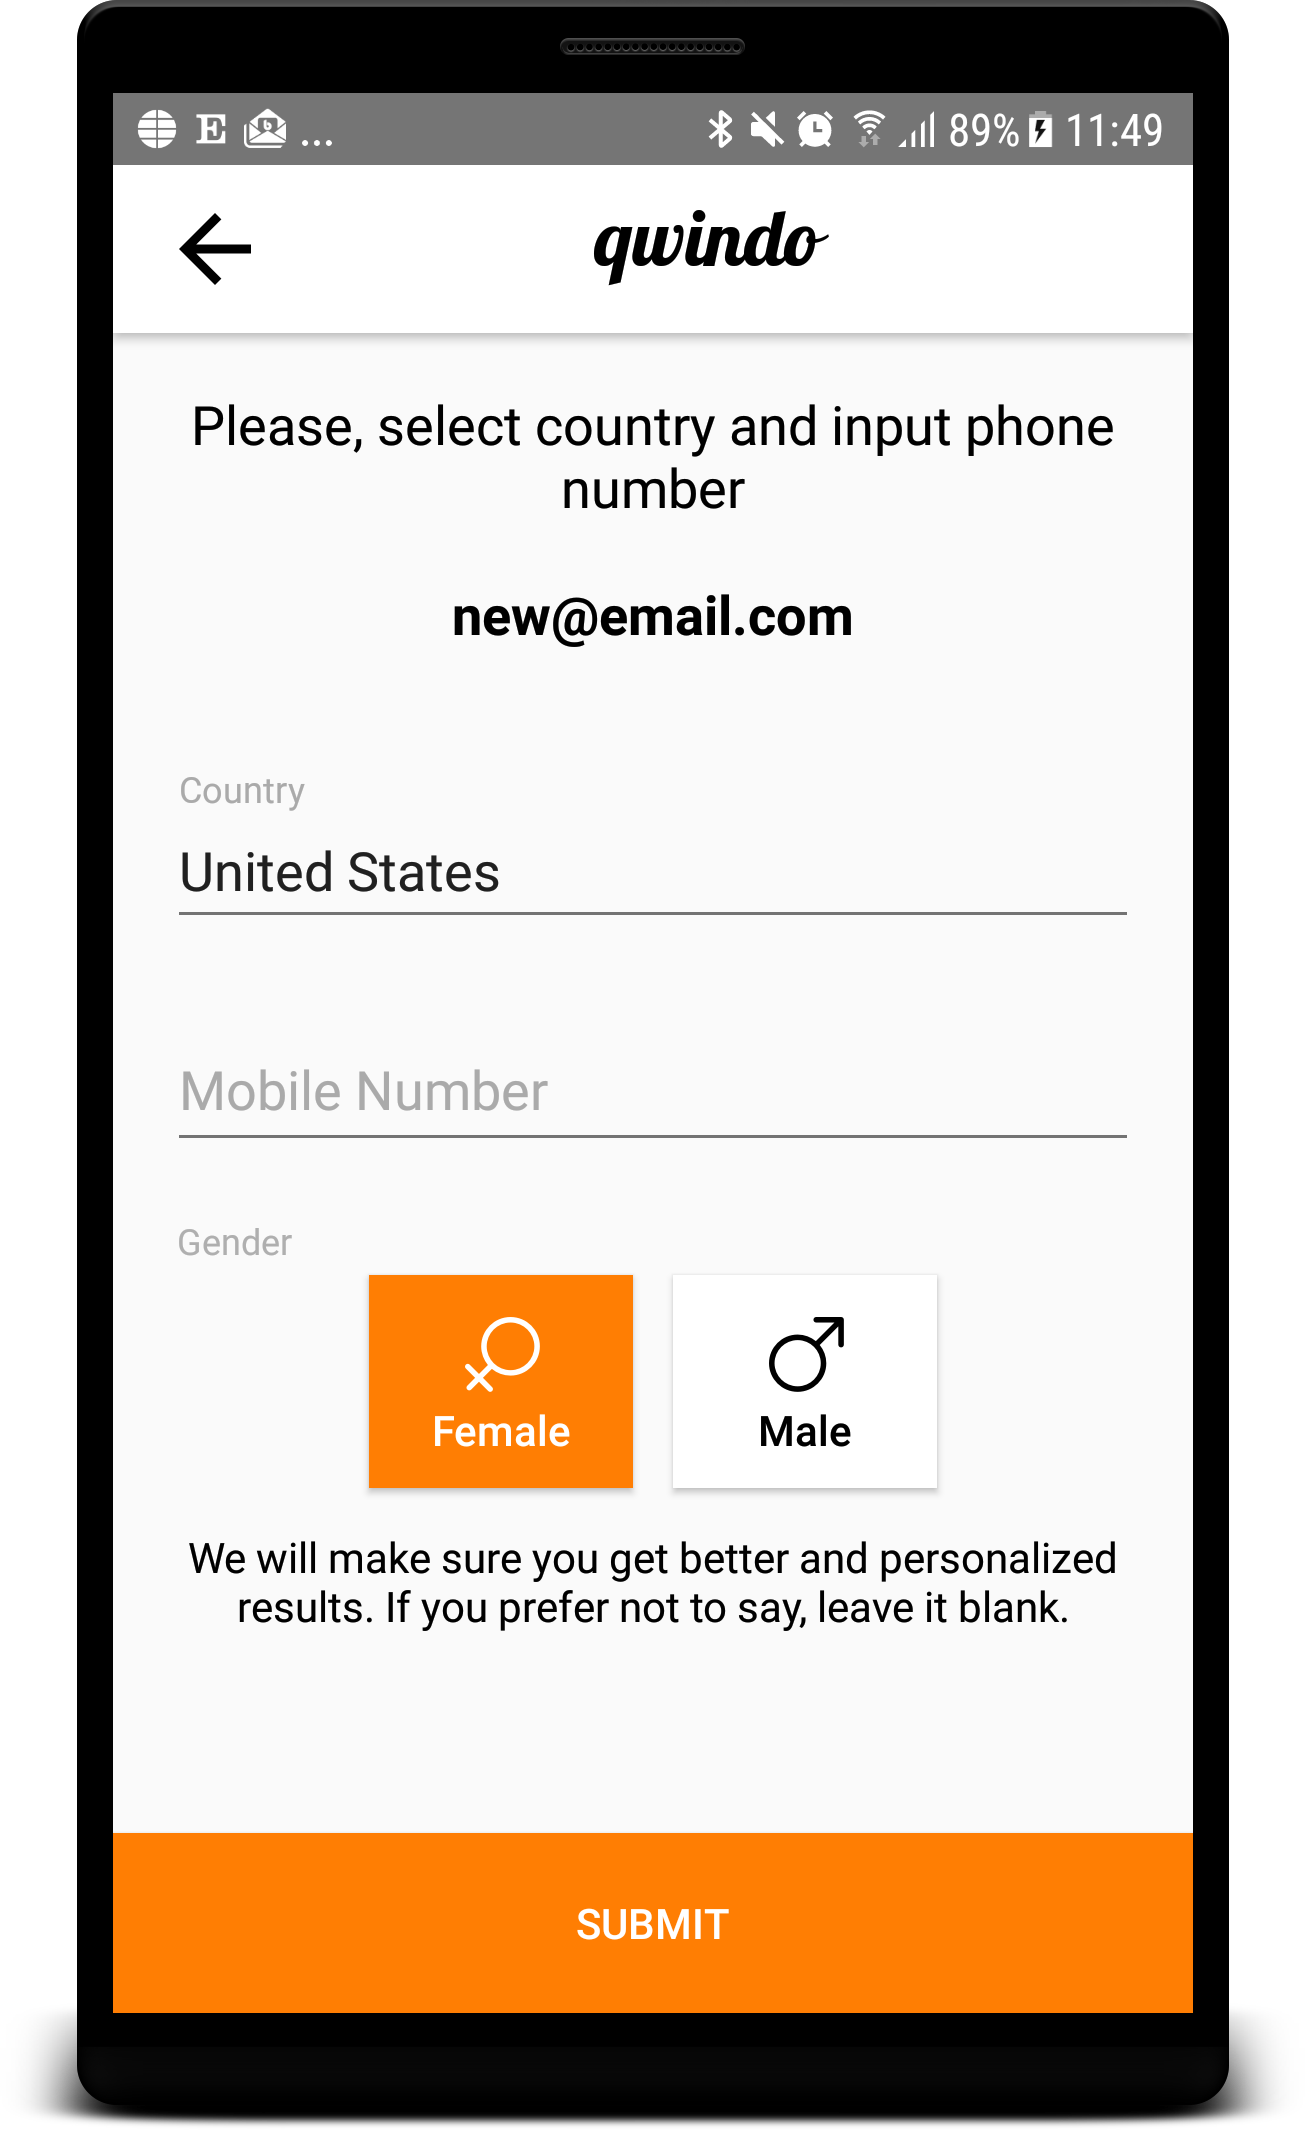 E ... 89% 11:49
qwindo
Please, select country and input phone
number
new@email.com
Country
United States
Mobile Number
Gender
Female Male
We will make sure you get better and personalized
results. If you prefer not to say, leave it blank.
SUBMIT